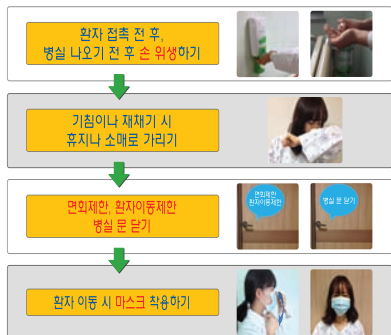 환자 접촉 전 후,
병실 나오기 전 후 손 위생하기
기침이나 재채기 시
휴지나 소매로 가리기
면회제한, 환자이동제한
병실 문 닫기
면회제한
환자이동제한
병실 문 닫기
환자 이동 시 마스크 착용하기